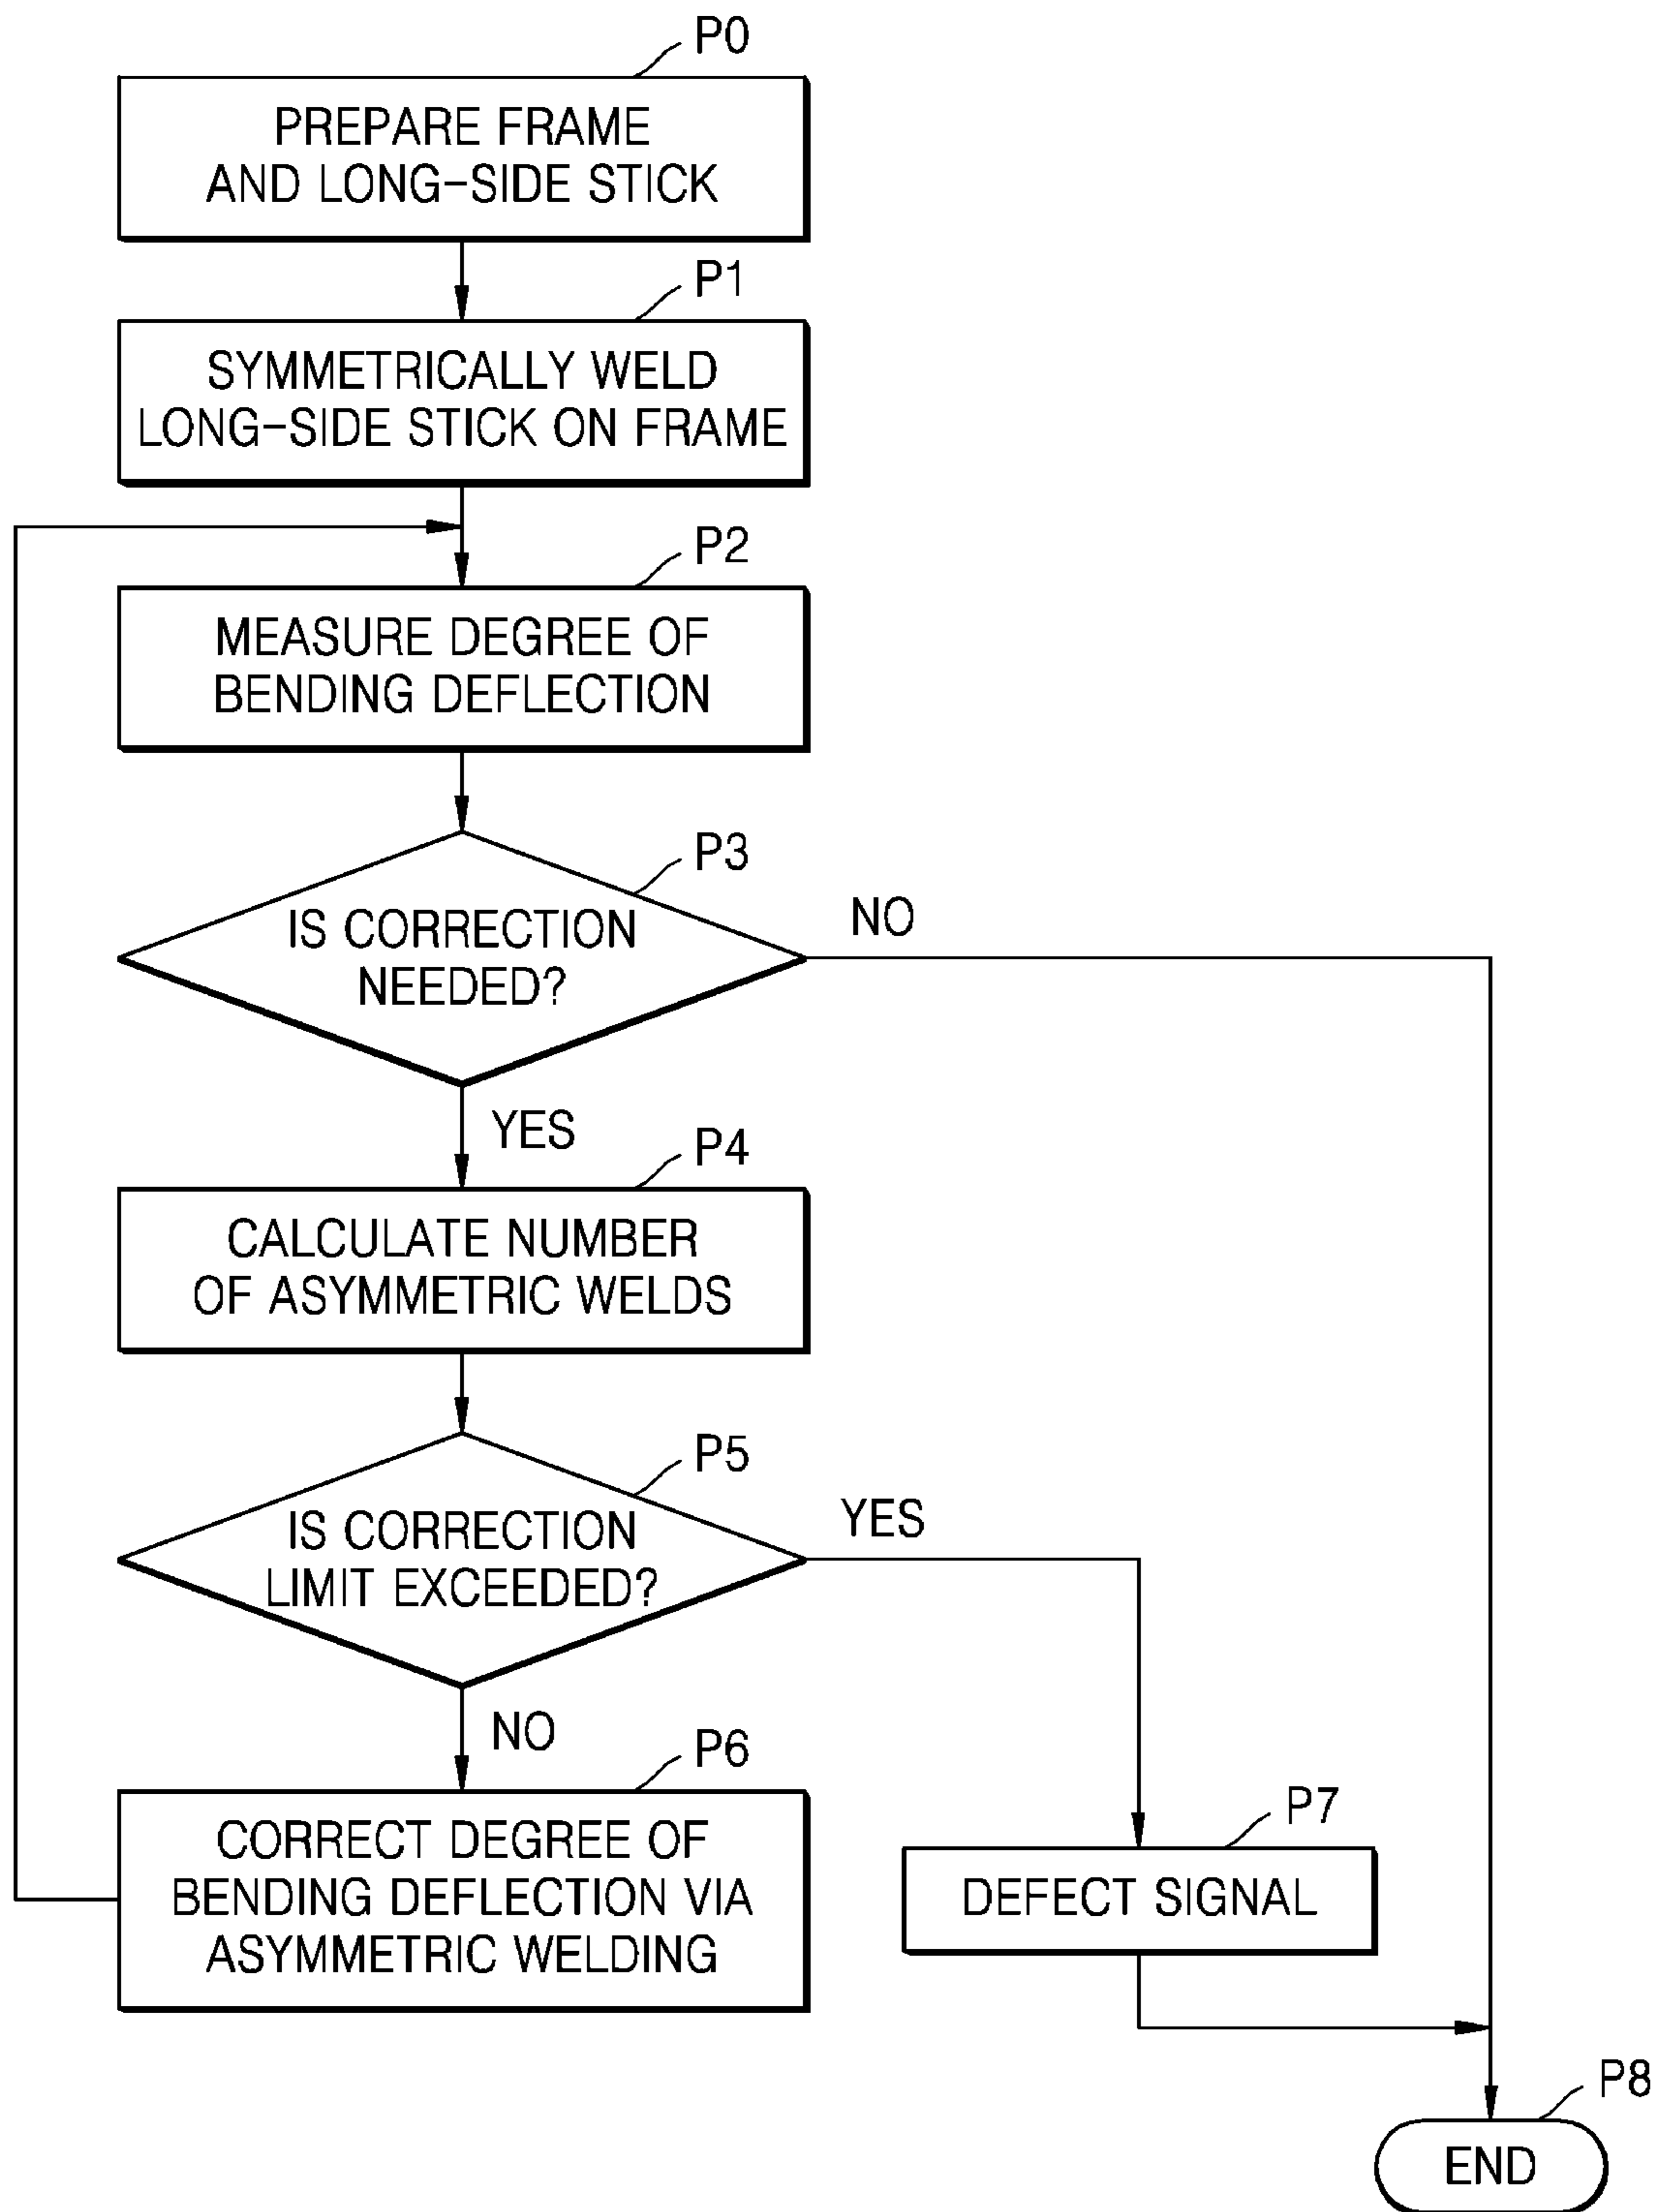 P0
PREPARE FRAME
AND LONG-SIDE STICK
P1
SYMMETRICALLY WELD
LONG-SIDE STICK ON FRAME
P2
MEASURE DEGREE OF
BENDING DEFLECTION
P3
IS CORRECTION
NEEDED?
NO
YES
P4
CALCULATE NUMBER
OF ASYMMETRIC WELDS
P5
IS CORRECTION
LIMIT EXCEEDED?
YES
NO
P6
CORRECT DEGREE OF
BENDING DEFLECTION VIA
ASYMMETRIC WELDING
P7
DEFECT SIGNAL
P8
END